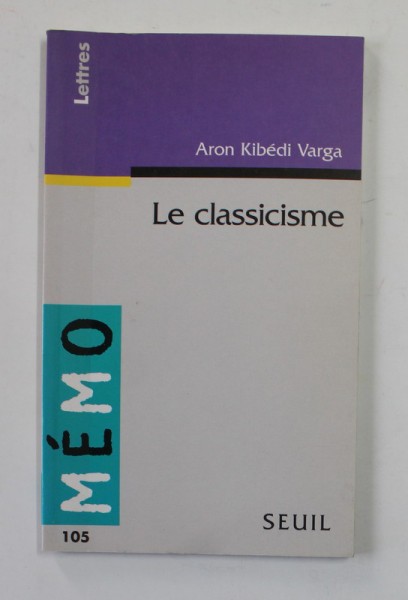 Lettres
Aron Kibédi Varga
Le classicisme
MÉMO
105
SEUIL